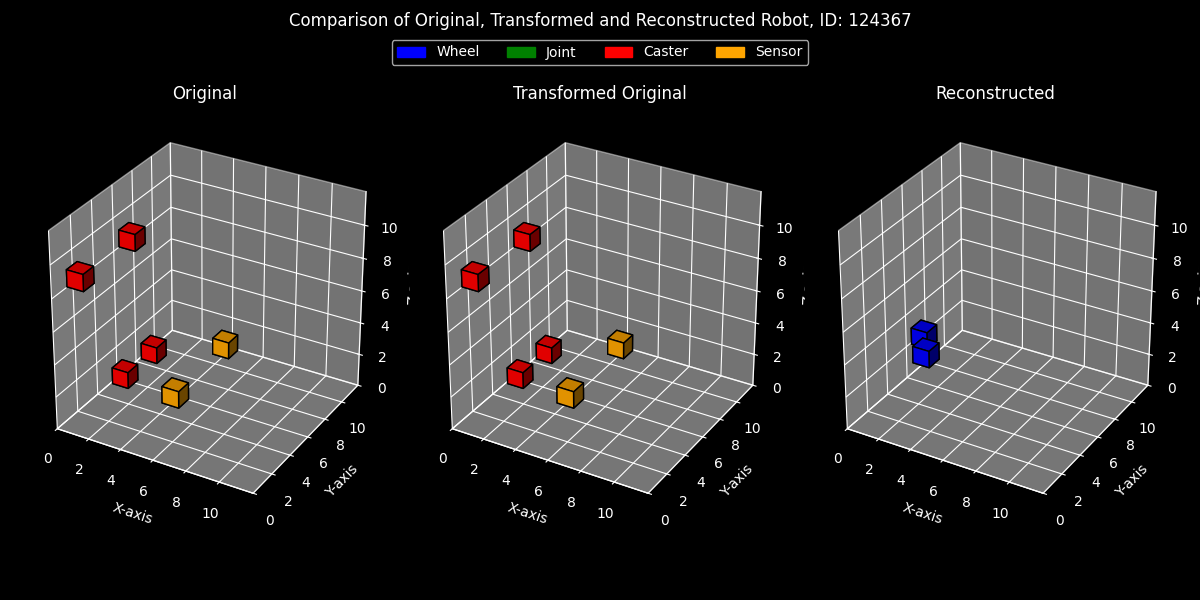 Comparison of Original, Transformed and Reconstructed Robot, ID: 124367
Wheel Joint Caster Sensor
Original Transformed Original Reconstructed
10 10 10
8 8 8
6 6 6
4 4 4
2 2 2
0 0 0
0 2 4 6 8 10 0 2 4 6 8 10 0 2 4 6 8 10
X-axis X-axis X-axis
0 2 4 6 8 10 0 2 4 6 8 10 0 2 4 6 8 10
Y-axis Y-axis Y-axis